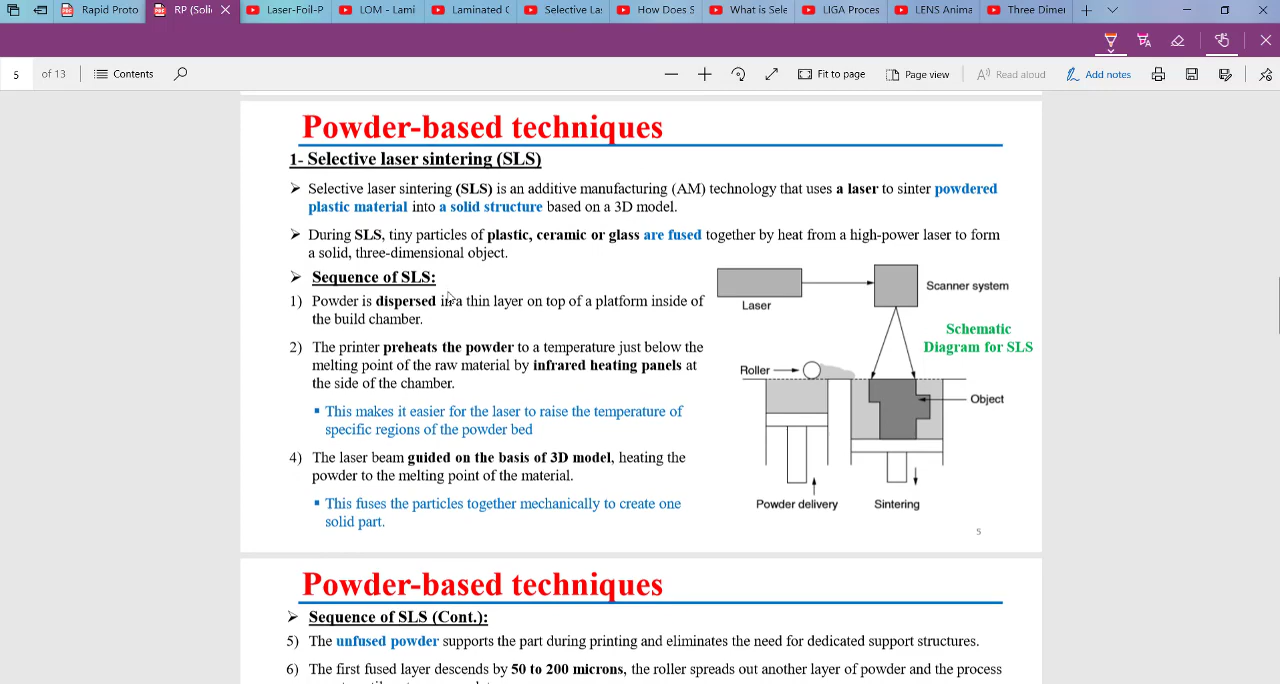 Rapid Proto
RP (Soli
Laser-Foil-P
LOM - Lami
Laminated
Selective La
How Does S
What is Sele
LIGA Proces
LENS Anima
Three Dimer
5 of 13
Contents
Fit to page
Page view
Read aloud
Add notes
Powder-based techniques
1- Selective laser sintering (SLS)
➢ Selective laser sintering (SLS) is an additive manufacturing (AM) technology that uses a laser to sinter powdered
plastic material into a solid structure based on a 3D model.
➢ During SLS, tiny particles of plastic, ceramic or glass are fused together by heat from a high-power laser to form
a solid, three-dimensional object.
➢ Sequence of SLS:
1) Powder is dispersed in a thin layer on top of a platform inside of
the build chamber.
2) The printer preheats the powder to a temperature just below the
melting point of the raw material by infrared heating panels at
the side of the chamber.
▪ This makes it easier for the laser to raise the temperature of
specific regions of the powder bed
4) The laser beam guided on the basis of 3D model, heating the
powder to the melting point of the material.
▪ This fuses the particles together mechanically to create one
solid part.
Laser
Scanner system
Schematic
Diagram for SLS
Roller
Object
Powder delivery
Sintering
5
Powder-based techniques
➢ Sequence of SLS (Cont.):
5) The unfused powder supports the part during printing and eliminates the need for dedicated support structures.
6) The first fused layer descends by 50 to 200 microns, the roller spreads out another layer of powder and the process